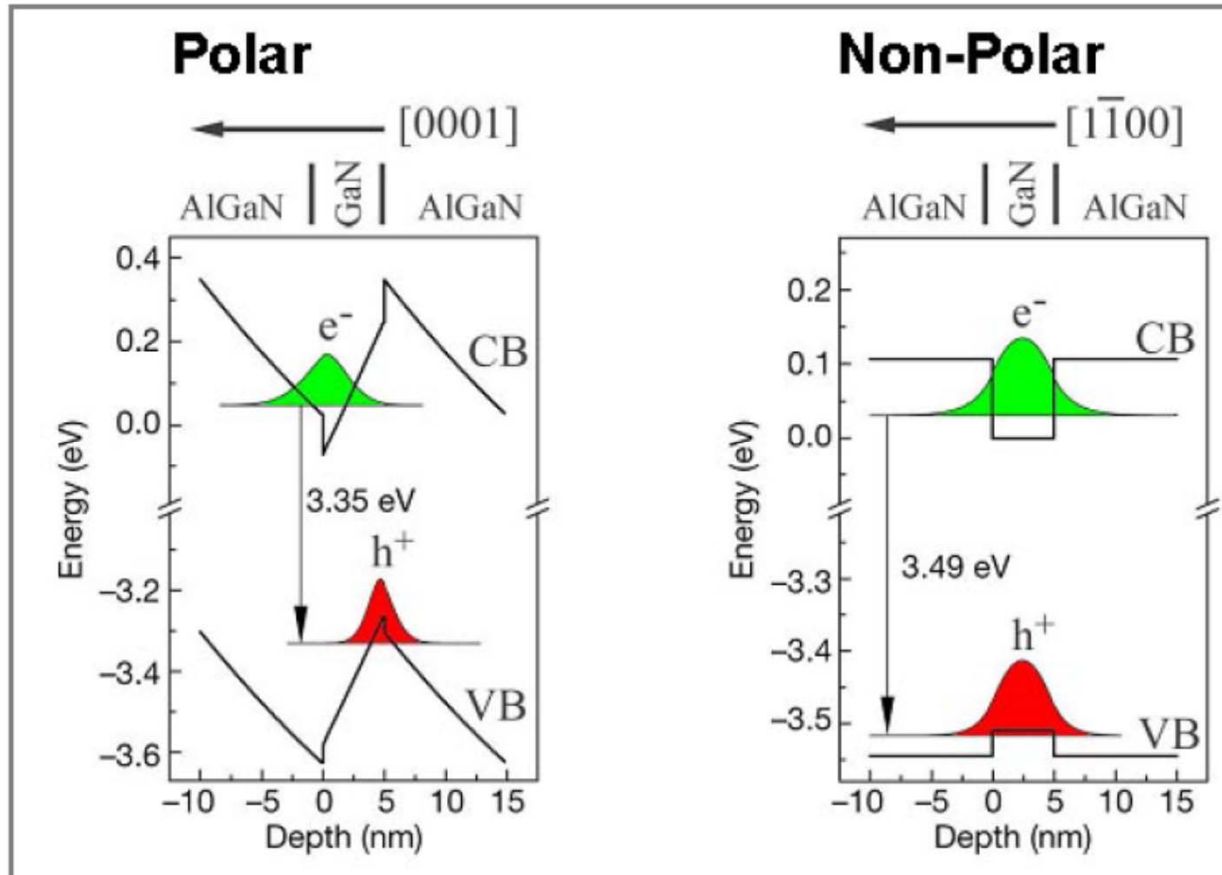 Polar
[0001]
AlGaN
GaN
AlGaN
0.4
0.2
0.0
−3.2
−3.4
−3.6
Energy (eV)
e⁻
CB
3.35 eV
h⁺
VB
−10 −5 0 5 10 15
Depth (nm)
Non-Polar
[11̅00]
AlGaN
GaN
AlGaN
0.2
0.1
0.0
−3.3
−3.4
−3.5
Energy (eV)
e⁻
CB
3.49 eV
h⁺
VB
−10 −5 0 5 10 15
Depth (nm)